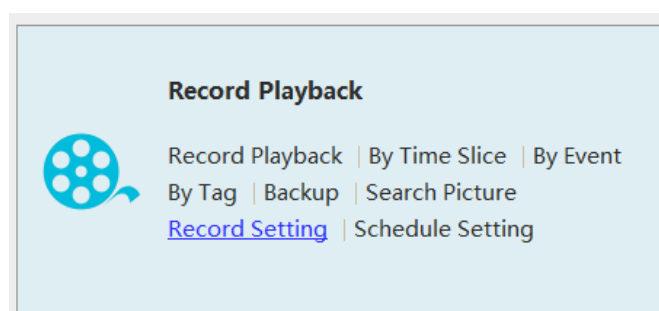 Record Playback
Record Playback | By Time Slice | By Event
By Tag | Backup | Search Picture
Record Setting | Schedule Setting